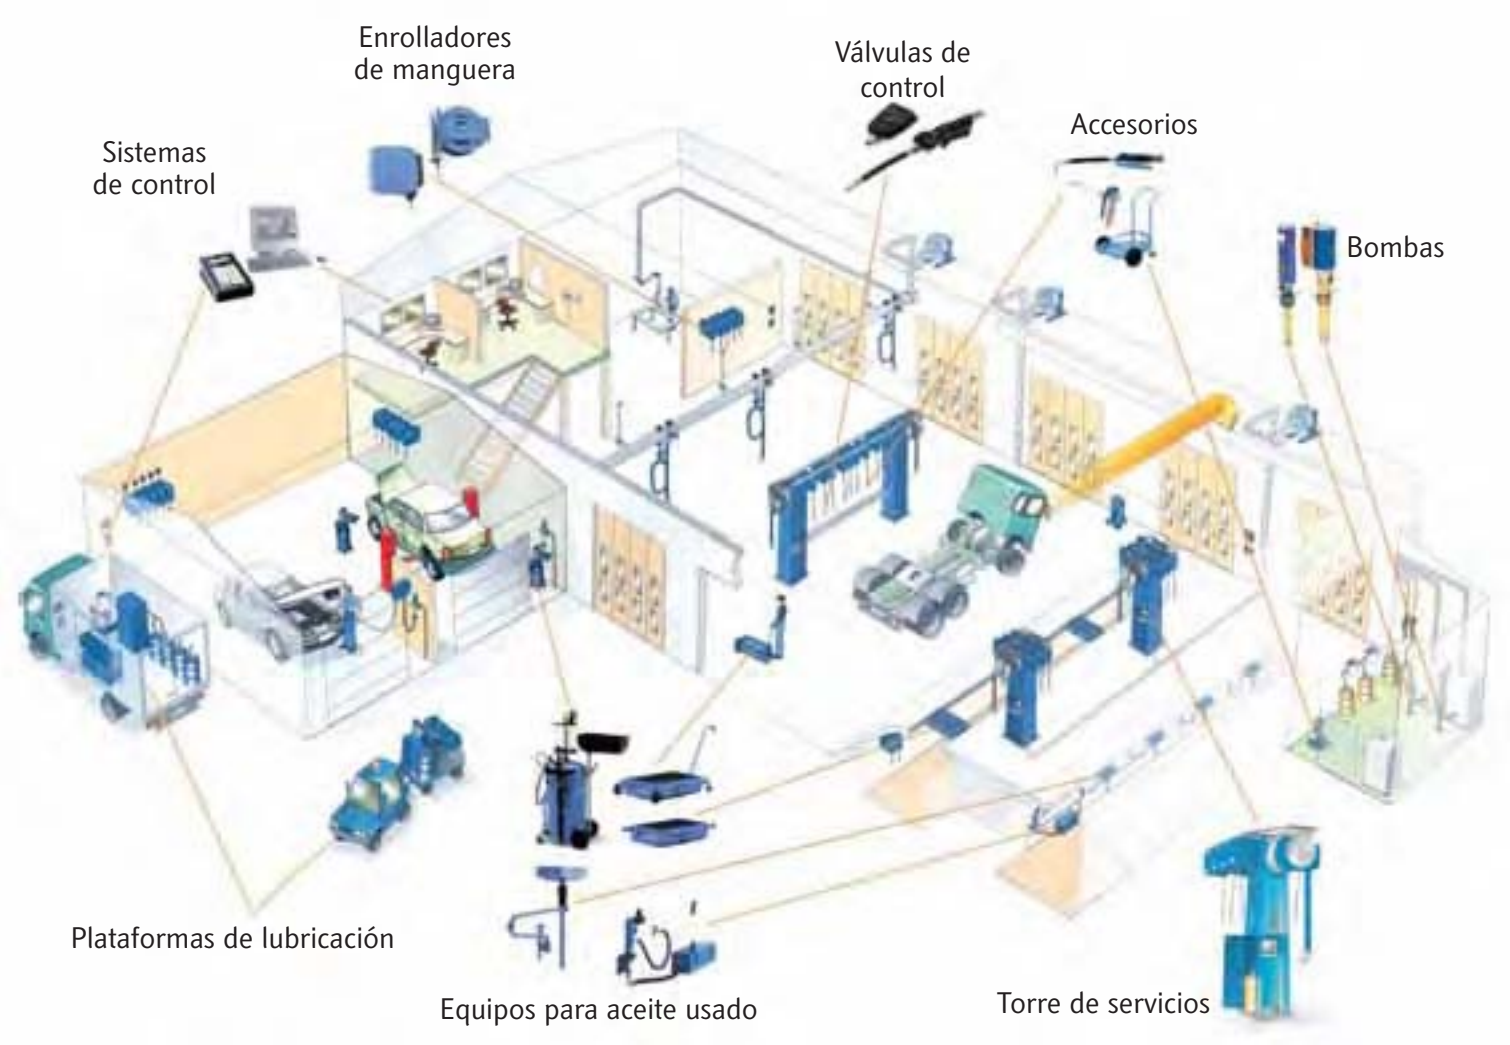 Enrolladores
de manguera
Válvulas de
control
Accesorios
Sistemas
de control
Bombas
Plataformas de lubricación
Equipos para aceite usado
Torre de servicios